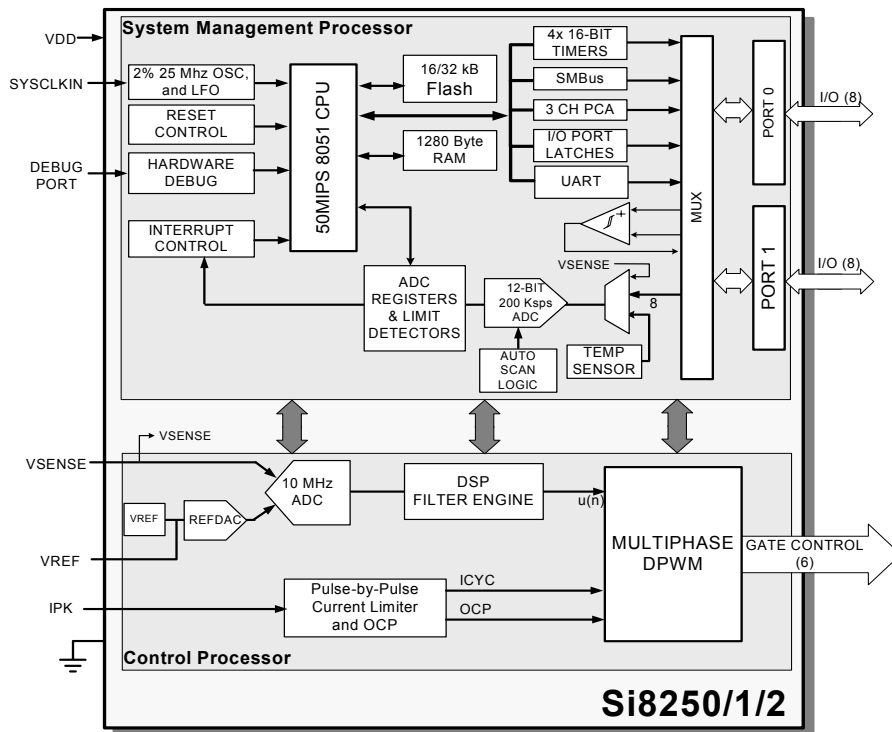 System Management Processor
VDD
SYSCLKIN
DEBUG
PORT
2% 25 Mhz OSC,
and LFO
RESET
CONTROL
HARDWARE
DEBUG
INTERRUPT
CONTROL
50MIPS 8051 CPU
16/32 kB
Flash
1280 Byte
RAM
4x 16-BIT
TIMERS
SMBus
3 CH PCA
I/O PORT
LATCHES
UART
MUX
PORT 0
I/O (8)
PORT 1
I/O (8)
+
VSENSE
8
ADC
REGISTERS
& LIMIT
DETECTORS
12-BIT
200 Ksps
ADC
AUTO
SCAN
LOGIC
TEMP
SENSOR
VSENSE
VSENSE
VREF
IPK
VREF
REFDAC
10 MHz
ADC
DSP
FILTER ENGINE
u(n)
MULTIPHASE
DPWM
GATE CONTROL
(6)
Pulse-by-Pulse
Current Limiter
and OCP
ICYC
OCP
Control Processor
Si8250/1/2